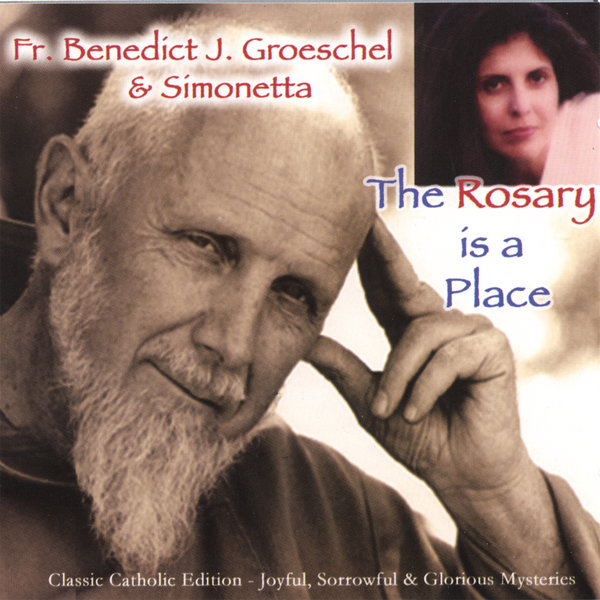 Fr. Benedict J. Groeschel
& Simonetta
The Rosary
is a
Place
Classic Catholic Edition - Joyful, Sorrowful & Glorious Mysteries